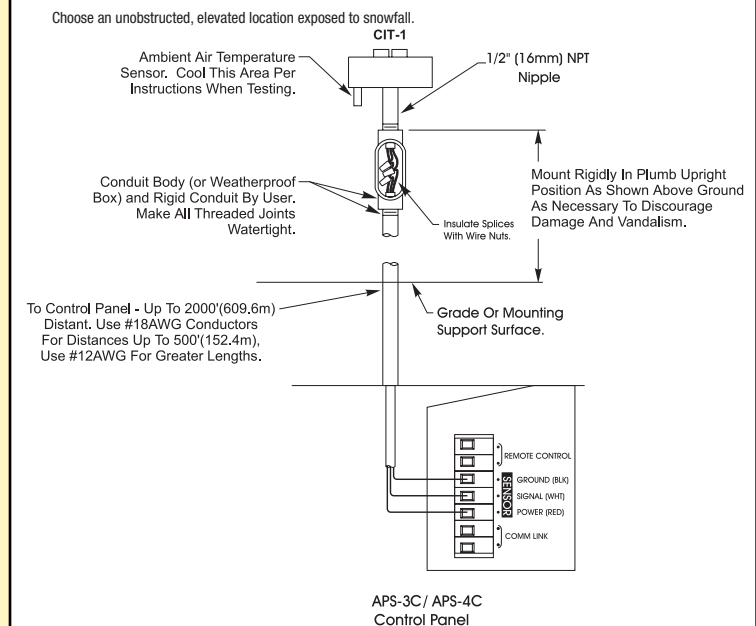 Choose an unobstructed, elevated location exposed to snowfall.
CIT-1
Ambient Air Temperature
Sensor. Cool This Area Per
Instructions When Testing.
1/2" (16mm) NPT
Nipple
Conduit Body (or Weatherproof
Box) and Rigid Conduit By User.
Make All Threaded Joints
Watertight.
Insulate Splices
With Wire Nuts.
Mount Rigidly In Plumb Upright
Position As Shown Above Ground
As Necessary To Discourage
Damage And Vandalism.
To Control Panel - Up To 2000'(609.6m)
Distant. Use #18AWG Conductors
For Distances Up To 500'(152.4m),
Use #12AWG For Greater Lengths.
Grade Or Mounting
Support Surface.
REMOTE CONTROL
SENSOR
GROUND (BLK)
SIGNAL (WHT)
POWER (RED)
COMM LINK
APS-3C/ APS-4C
Control Panel